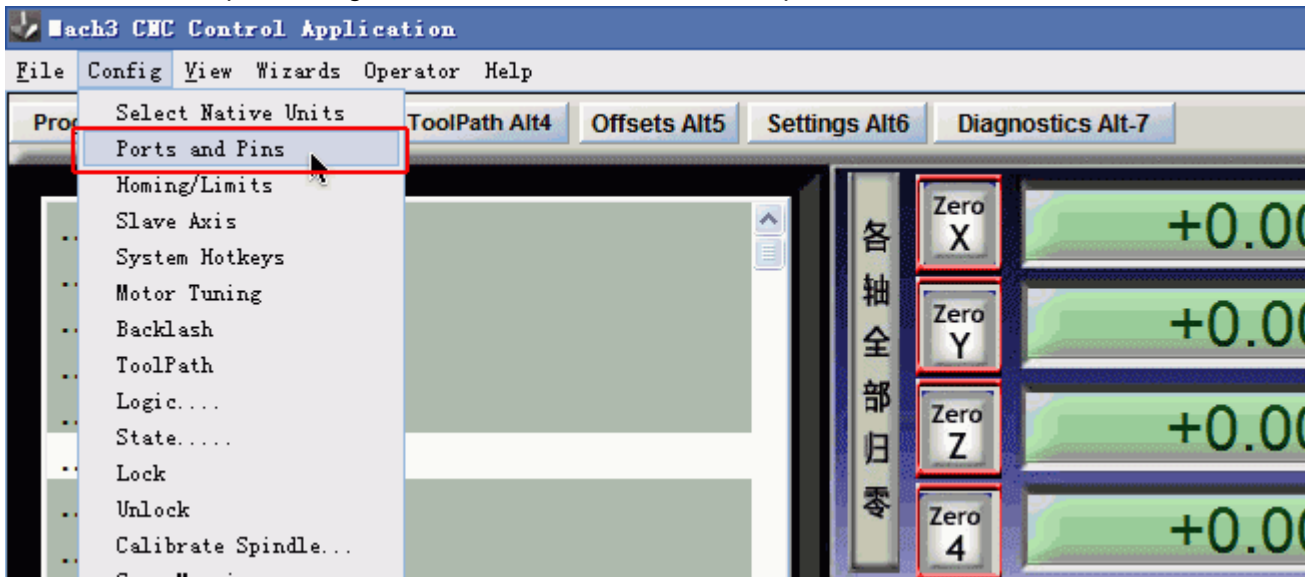 Mach3 CNC Control Application
File Config View Wizards Operator Help
ToolPath Alt4 Offsets Alt5 Settings Alt6 Diagnostics Alt-7
Select Native Units
Ports and Pins
Homing/Limits
Slave Axis
System Hotkeys
Motor Tuning
Backlash
ToolPath
Logic....
State.....
Lock
Unlock
Calibrate Spindle...
各轴全部归零
Zero X +0.00
Zero Y +0.00
Zero Z +0.00
Zero 4 +0.00